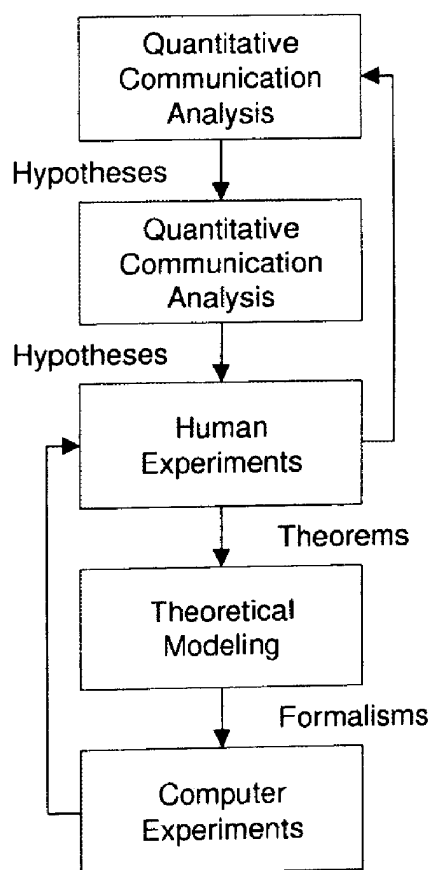 Quantitative
Communication
Analysis
Hypotheses
Quantitative
Communication
Analysis
Hypotheses
Human
Experiments
Theorems
Theoretical
Modeling
Formalisms
Computer
Experiments